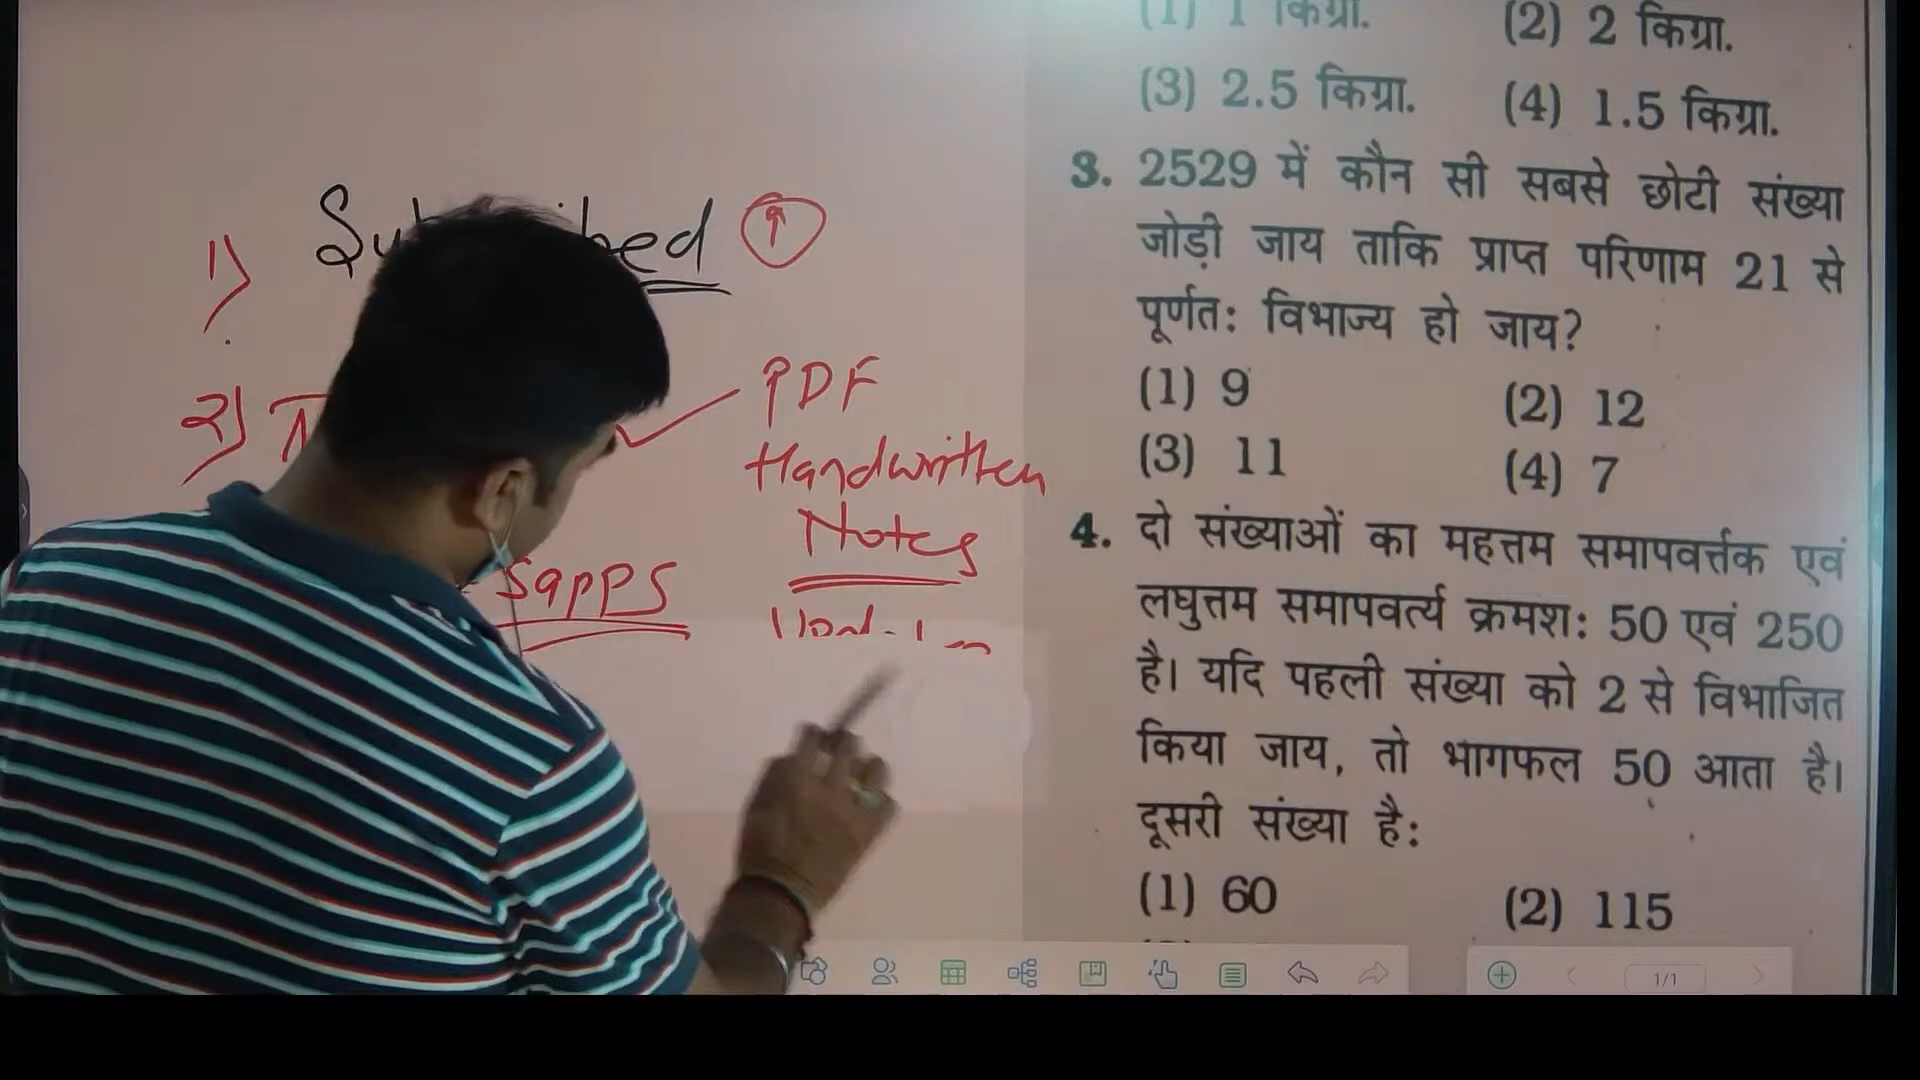 1)
2)
PDF
Handwritten
Notes
sapps
(1) 1 किग्रा. (2) 2 किग्रा.
(3) 2.5 किग्रा. (4) 1.5 किग्रा.
3. 2529 में कौन सी सबसे छोटी संख्या
जोड़ी जाय ताकि प्राप्त परिणाम 21 से
पूर्णत: विभाज्य हो जाय?
(1) 9 (2) 12
(3) 11 (4) 7
4. दो संख्याओं का महत्तम समापवर्त्तक एवं
लघुत्तम समापवर्त्य क्रमश: 50 एवं 250
है। यदि पहली संख्या को 2 से विभाजित
किया जाय, तो भागफल 50 आता है।
दूसरी संख्या है:
(1) 60 (2) 115
1/1